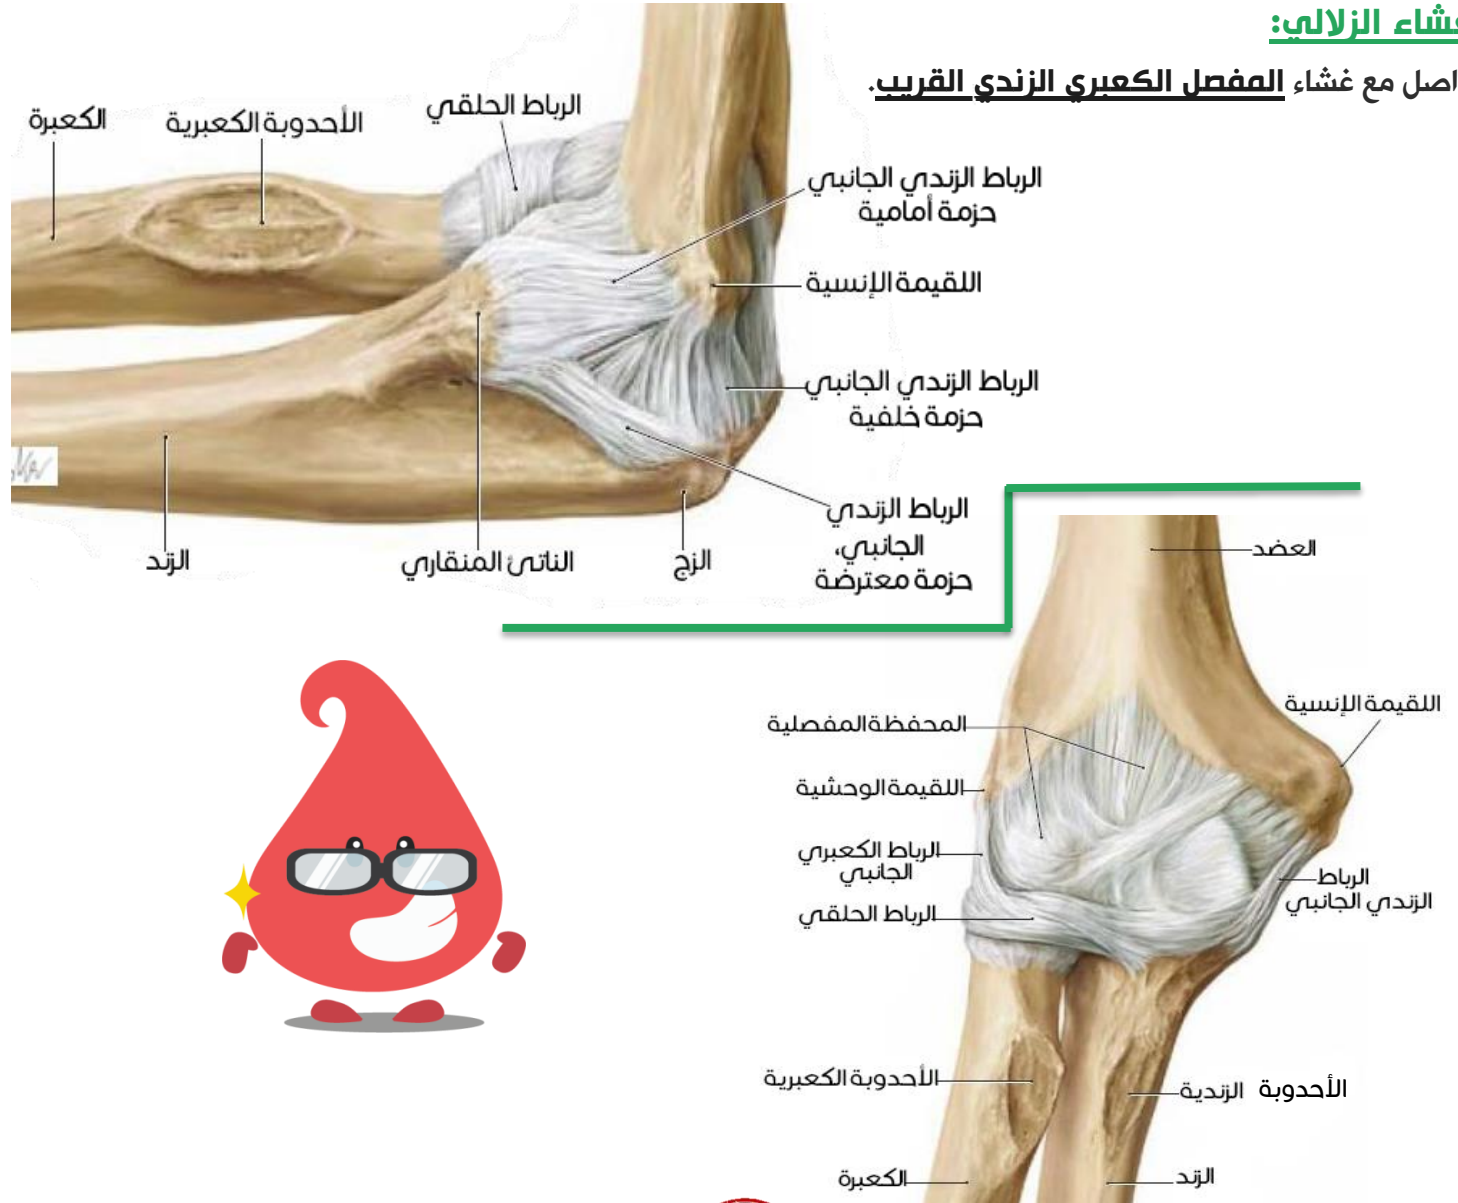 الزلالي:
مع غشاء المفصل الكعبري الزندي القريب.
الكعبرة
الأحدوبة الكعبرية
الرباط الحلقي
الرباط الزندي الجانبي
حزمة أمامية
اللقيمة الإنسية
الرباط الزندي الجانبي
حزمة خلفية
الرباط الزندي
الجانبي،
حزمة معترضة
الزج
الناتئ المنقاري
الزند
العضد
اللقيمة الإنسية
المحفظة المفصلية
اللقيمة الوحشية
الرباط الكعبري
الجانبي
الرباط الحلقي
الرباط
الزندي الجانبي
الأحدوبة الكعبرية
الأحدوبة الزندية
الكعبرة
الزند